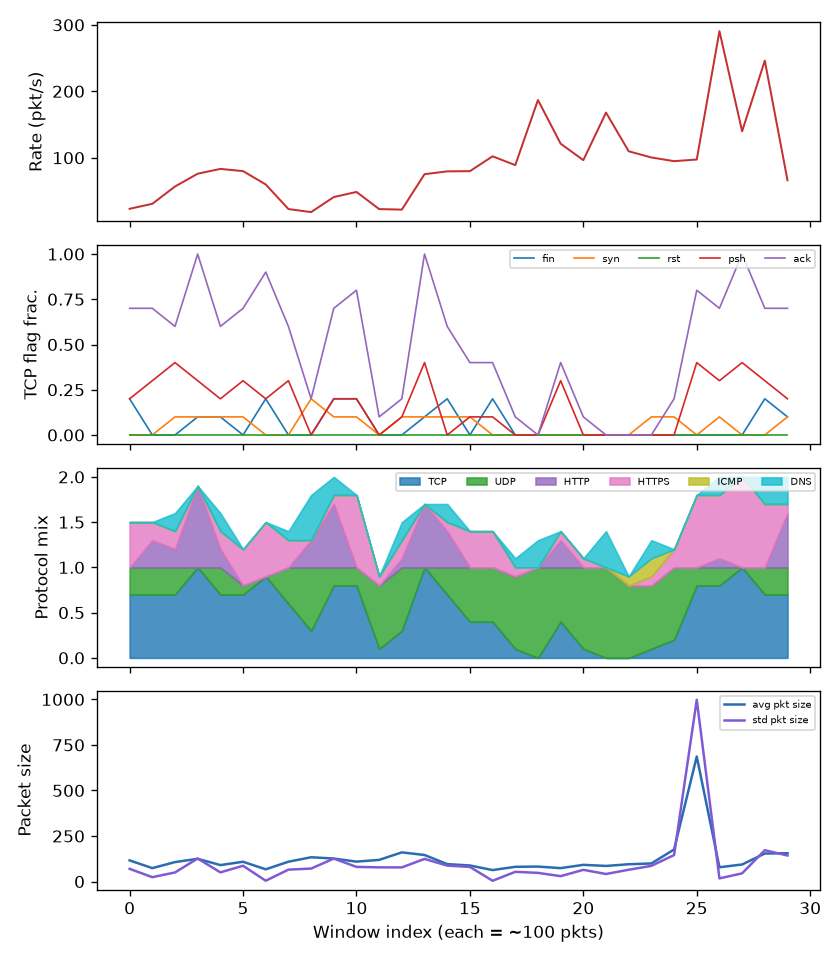 300
200
100
Rate (pkt/s)
fin syn rst psh ack
1.00
0.75
0.50
0.25
0.00
TCP flag frac.
TCP UDP HTTP HTTPS ICMP DNS
2.0
1.5
1.0
0.5
0.0
Protocol mix
avg pkt size
std pkt size
1000
750
500
250
0
Packet size
0 5 10 15 20 25 30
Window index (each = ~100 pkts)